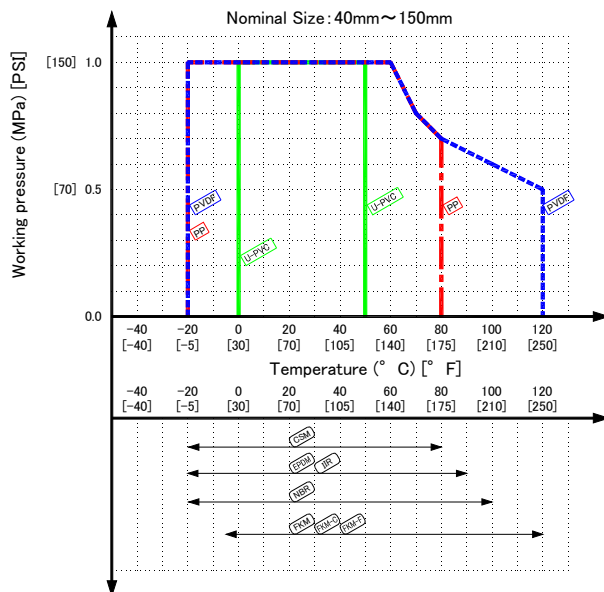 Nominal Size: 40mm～150mm
Working pressure (MPa) [PSI]
[150] 1.0
[70] 0.5
0.0
PVDF
PP
U-PVC
U-PVC
PP
PVDF
-40 -20 0 20 40 60 80 100 120
[-40] [-5] [30] [70] [105] [140] [175] [210] [250]
Temperature(° C)[° F]
-40 -20 0 20 40 60 80 100 120
[-40] [-5] [30] [70] [105] [140] [175] [210] [250]
CSM
EPDM IIR
NBR
FKM FKM-C FKM-F